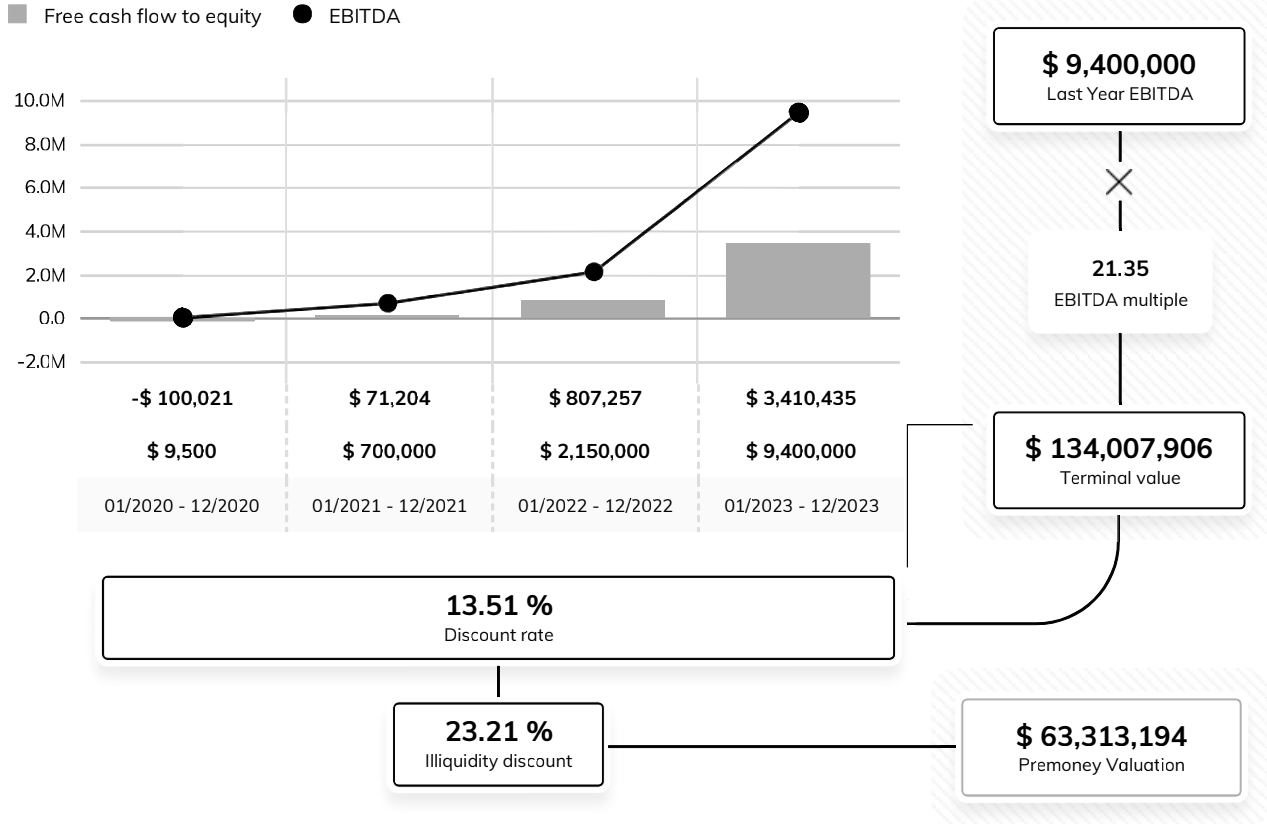 Free cash flow to equity EBITDA
10.0M
8.0M
6.0M
4.0M
2.0M
0.0
-2.0M
-$ 100,021 $ 71,204 $ 807,257 $ 3,410,435
$ 9,500 $ 700,000 $ 2,150,000 $ 9,400,000
01/2020 - 12/2020 01/2021 - 12/2021 01/2022 - 12/2022 01/2023 - 12/2023
$ 9,400,000
Last Year EBITDA
21.35
EBITDA multiple
$ 134,007,906
Terminal value
13.51 %
Discount rate
23.21 %
Illiquidity discount
$ 63,313,194
Premoney Valuation